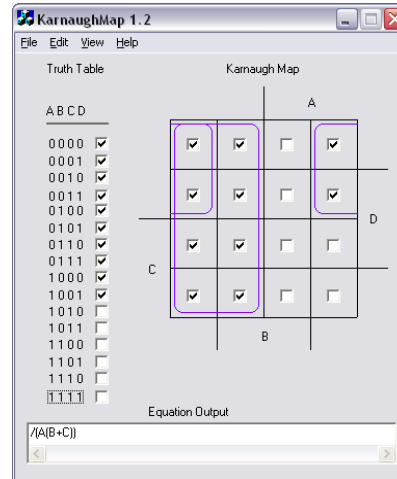 KarnaughMap 1.2
File Edit View Help
Truth Table
Karnaugh Map
A B C D
A
0 0 0 0
0 0 0 1
0 0 1 0
0 0 1 1
0 1 0 0
0 1 0 1
0 1 1 0
0 1 1 1
1 0 0 0
1 0 0 1
1 0 1 0
1 0 1 1
1 1 0 0
1 1 0 1
1 1 1 0
1 1 1 1
D
C
B
Equation Output
/(A(B+C))